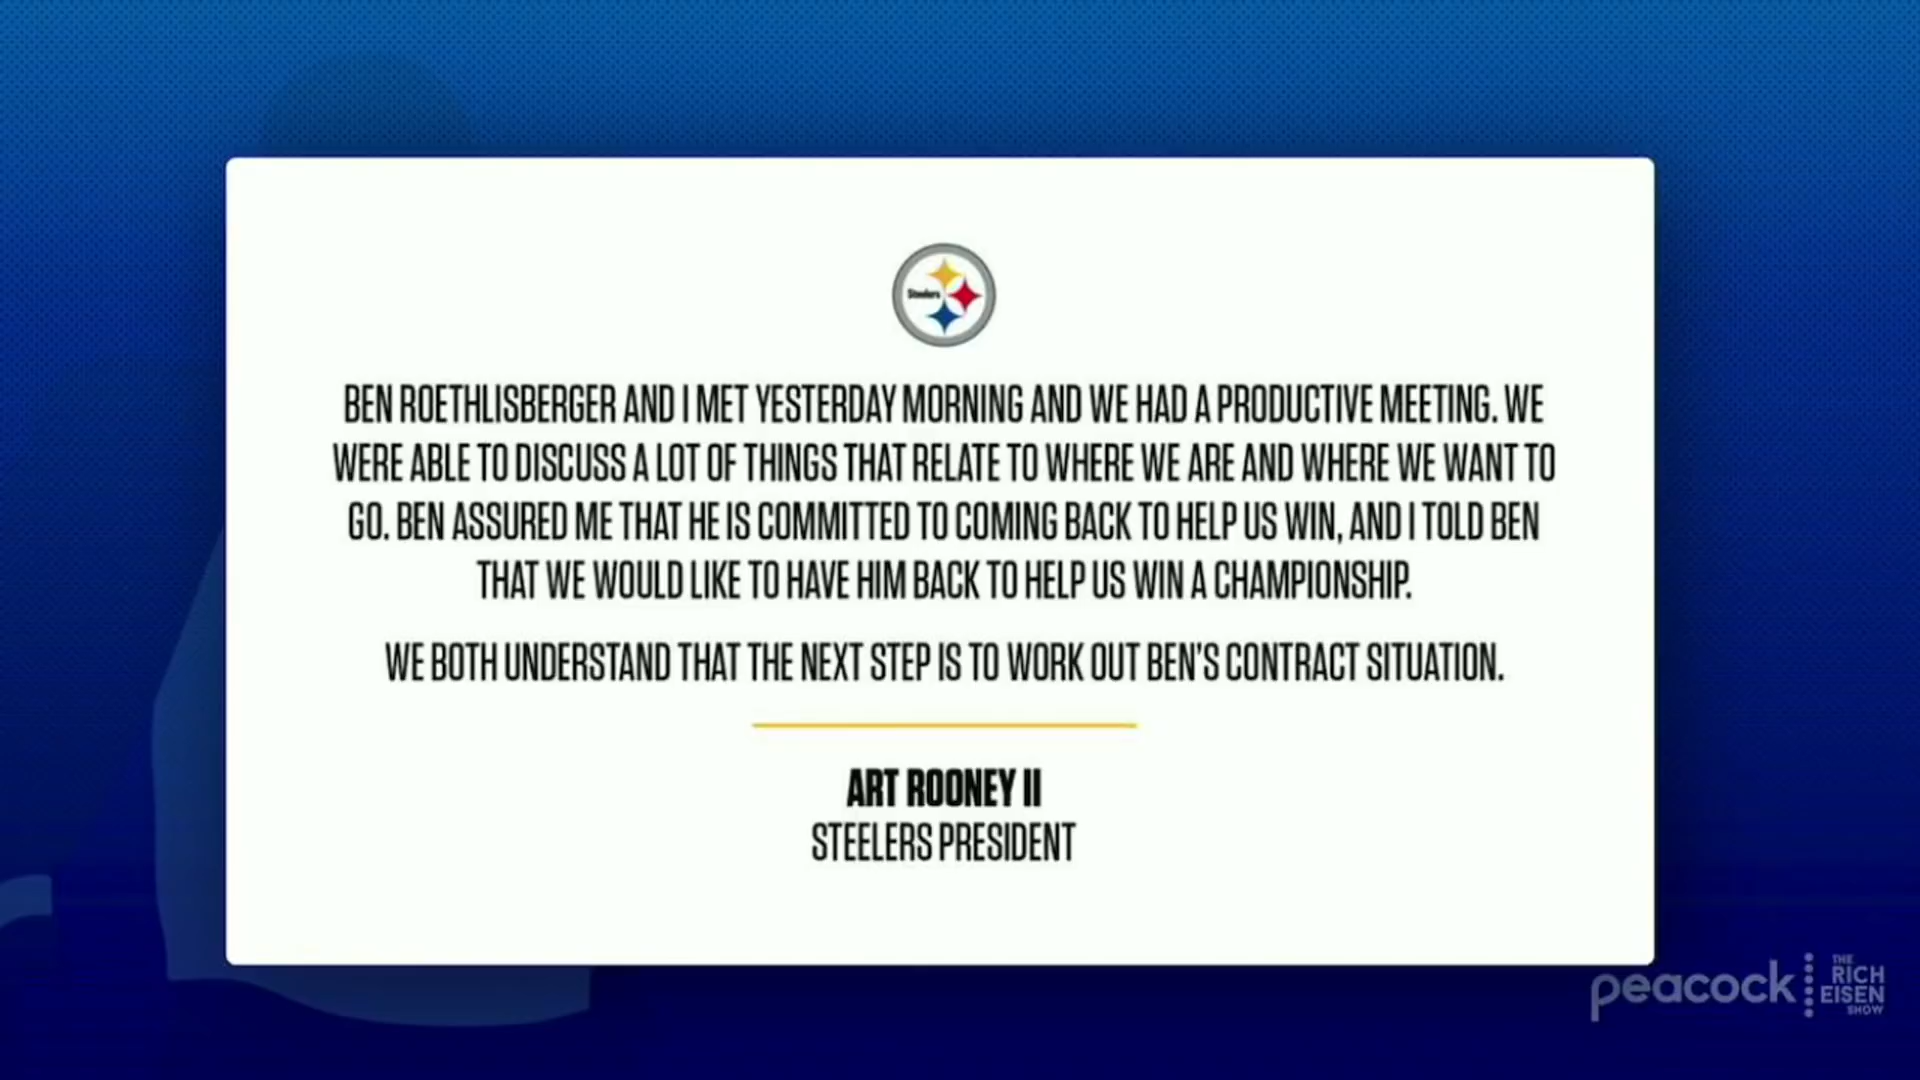 Steelers
BEN ROETHLISBERGER AND I MET YESTERDAY MORNING AND WE HAD A PRODUCTIVE MEETING. WE
WERE ABLE TO DISCUSS A LOT OF THINGS THAT RELATE TO WHERE WE ARE AND WHERE WE WANT TO
GO. BEN ASSURED ME THAT HE IS COMMITTED TO COMING BACK TO HELP US WIN, AND I TOLD BEN
THAT WE WOULD LIKE TO HAVE HIM BACK TO HELP US WIN A CHAMPIONSHIP.
WE BOTH UNDERSTAND THAT THE NEXT STEP IS TO WORK OUT BEN'S CONTRACT SITUATION.
ART ROONEY II
STEELERS PRESIDENT
peacock
THE
RICH
EISEN
SHOW